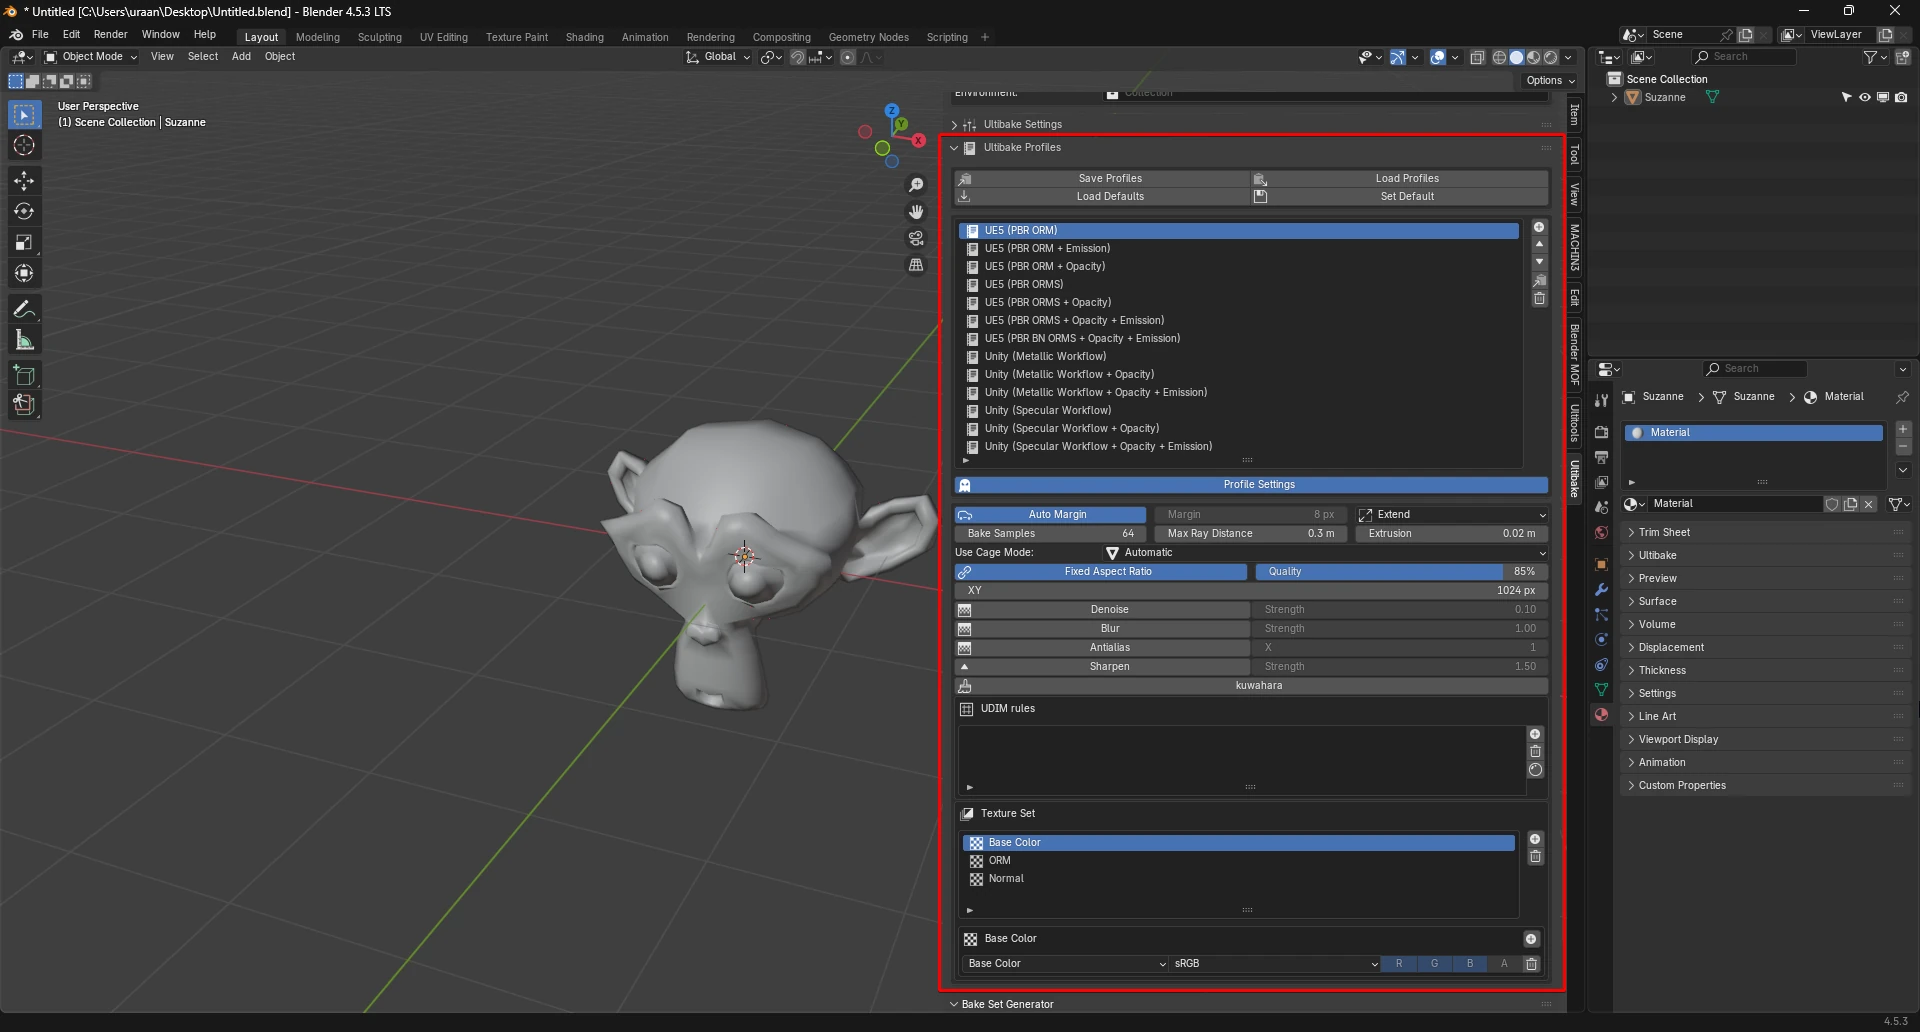 * Untitled [C:\Users\uraan\Desktop\Untitled.blend] - Blender 4.5.3 LTS
File Edit Render Window Help Layout Modeling Sculpting UV Editing Texture Paint Shading Animation Rendering Compositing Geometry Nodes Scripting + Scene ViewLayer
Object Mode View Select Add Object Global Search
Options
User Perspective
(1) Scene Collection | Suzanne
Z
Y
X
Scene Collection
Suzanne
Environment: Collection
Ultibake Settings
Ultibake Profiles
Save Profiles Load Profiles
Load Defaults Set Default
UE5 (PBR ORM)
UE5 (PBR ORM + Emission)
UE5 (PBR ORM + Opacity)
UE5 (PBR ORMS)
UE5 (PBR ORMS + Opacity)
UE5 (PBR ORMS + Opacity + Emission)
UE5 (PBR BN ORMS + Opacity + Emission)
Unity (Metallic Workflow)
Unity (Metallic Workflow + Opacity)
Unity (Metallic Workflow + Opacity + Emission)
Unity (Specular Workflow)
Unity (Specular Workflow + Opacity)
Unity (Specular Workflow + Opacity + Emission)
Profile Settings
Auto Margin Margin 8 px Extend
Bake Samples 64 Max Ray Distance 0.3 m Extrusion 0.02 m
Use Cage Mode: Automatic
Fixed Aspect Ratio Quality 85%
XY 1024 px
Denoise Strength 0.10
Blur Strength 1.00
Antialias X 1
Sharpen Strength 1.50
kuwahara
UDIM rules
Texture Set
Base Color
ORM
Normal
Base Color
Base Color sRGB R G B A
Bake Set Generator
Item
Tool
View
MACHIN3
Edit
Blender MOF
Ultitools
Ultibake
Search
Suzanne Suzanne Material
Material
Material
Trim Sheet
Ultibake
Preview
Surface
Volume
Displacement
Thickness
Settings
Line Art
Viewport Display
Animation
Custom Properties
4.5.3